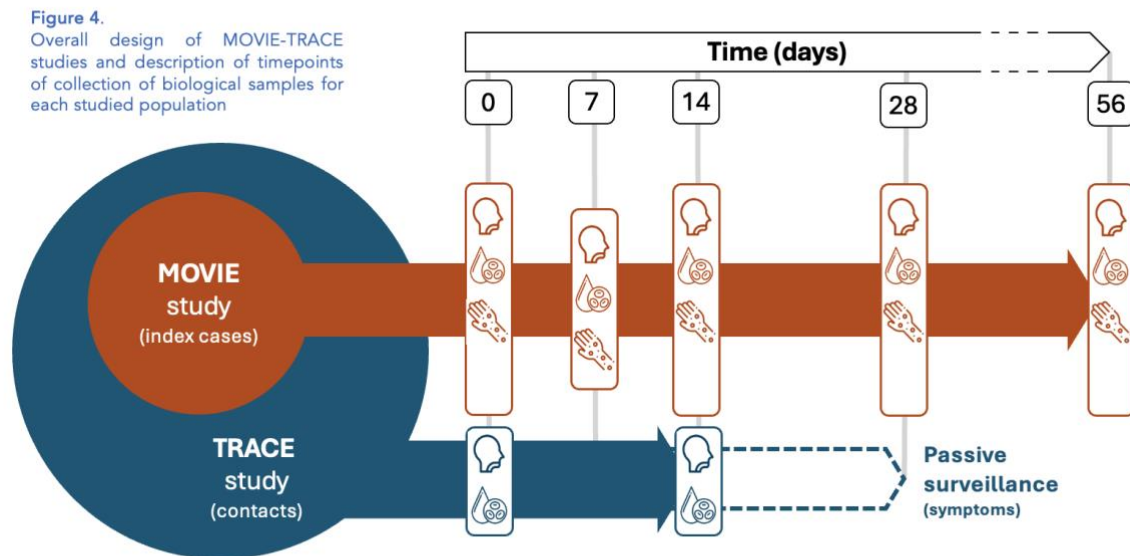 Figure 4.
Overall design of MOVIE-TRACE
studies and description of timepoints
of collection of biological samples for
each studied population
Time (days)
0
7
14
28
56
MOVIE
study
(index cases)
TRACE
study
(contacts)
Passive
surveillance
(symptoms)